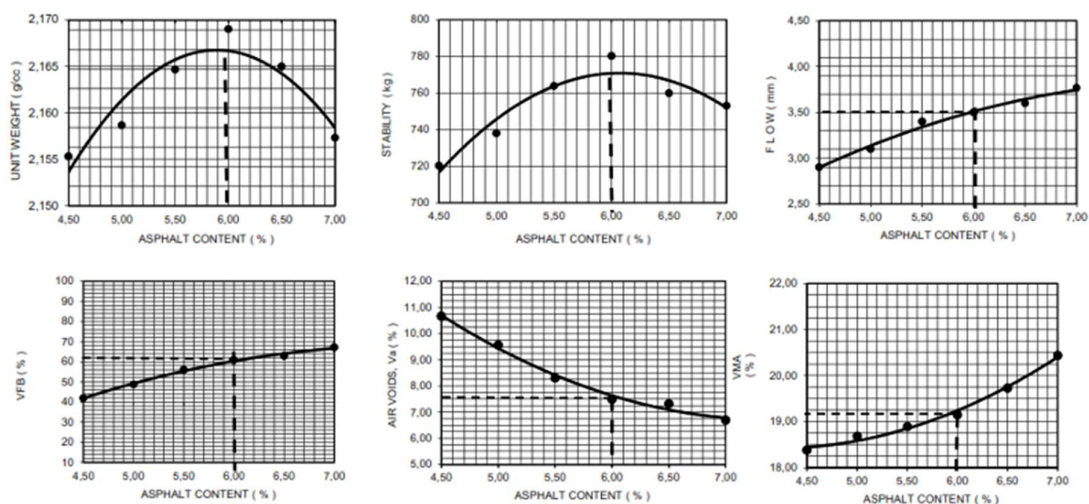 UNIT WEIGHT (g/cc)
2,170
2,165
2,160
2,155
2,150
4,50 5,00 5,50 6,00 6,50 7,00
ASPHALT CONTENT ( % )
STABILITY ( kg )
800
780
760
740
720
700
4,50 5,00 5,50 6,00 6,50 7,00
ASPHALT CONTENT ( % )
F L O W ( mm )
4,50
4,00
3,50
3,00
2,50
4,50 5,00 5,50 6,00 6,50 7,00
ASPHALT CONTENT ( % )
VFB ( % )
100
90
80
70
60
50
40
30
20
10
4,50 5,00 5,50 6,00 6,50 7,00
ASPHALT CONTENT ( % )
AIR VOIDS, Va ( % )
12,00
11,00
10,00
9,00
8,00
7,00
6,00
5,00
4,50 5,00 5,50 6,00 6,50 7,00
ASPHALT CONTENT ( % )
VMA
( % )
22,00
21,00
20,00
19,00
18,00
4,50 5,00 5,50 6,00 6,50 7,00
ASPHALT CONTENT ( % )